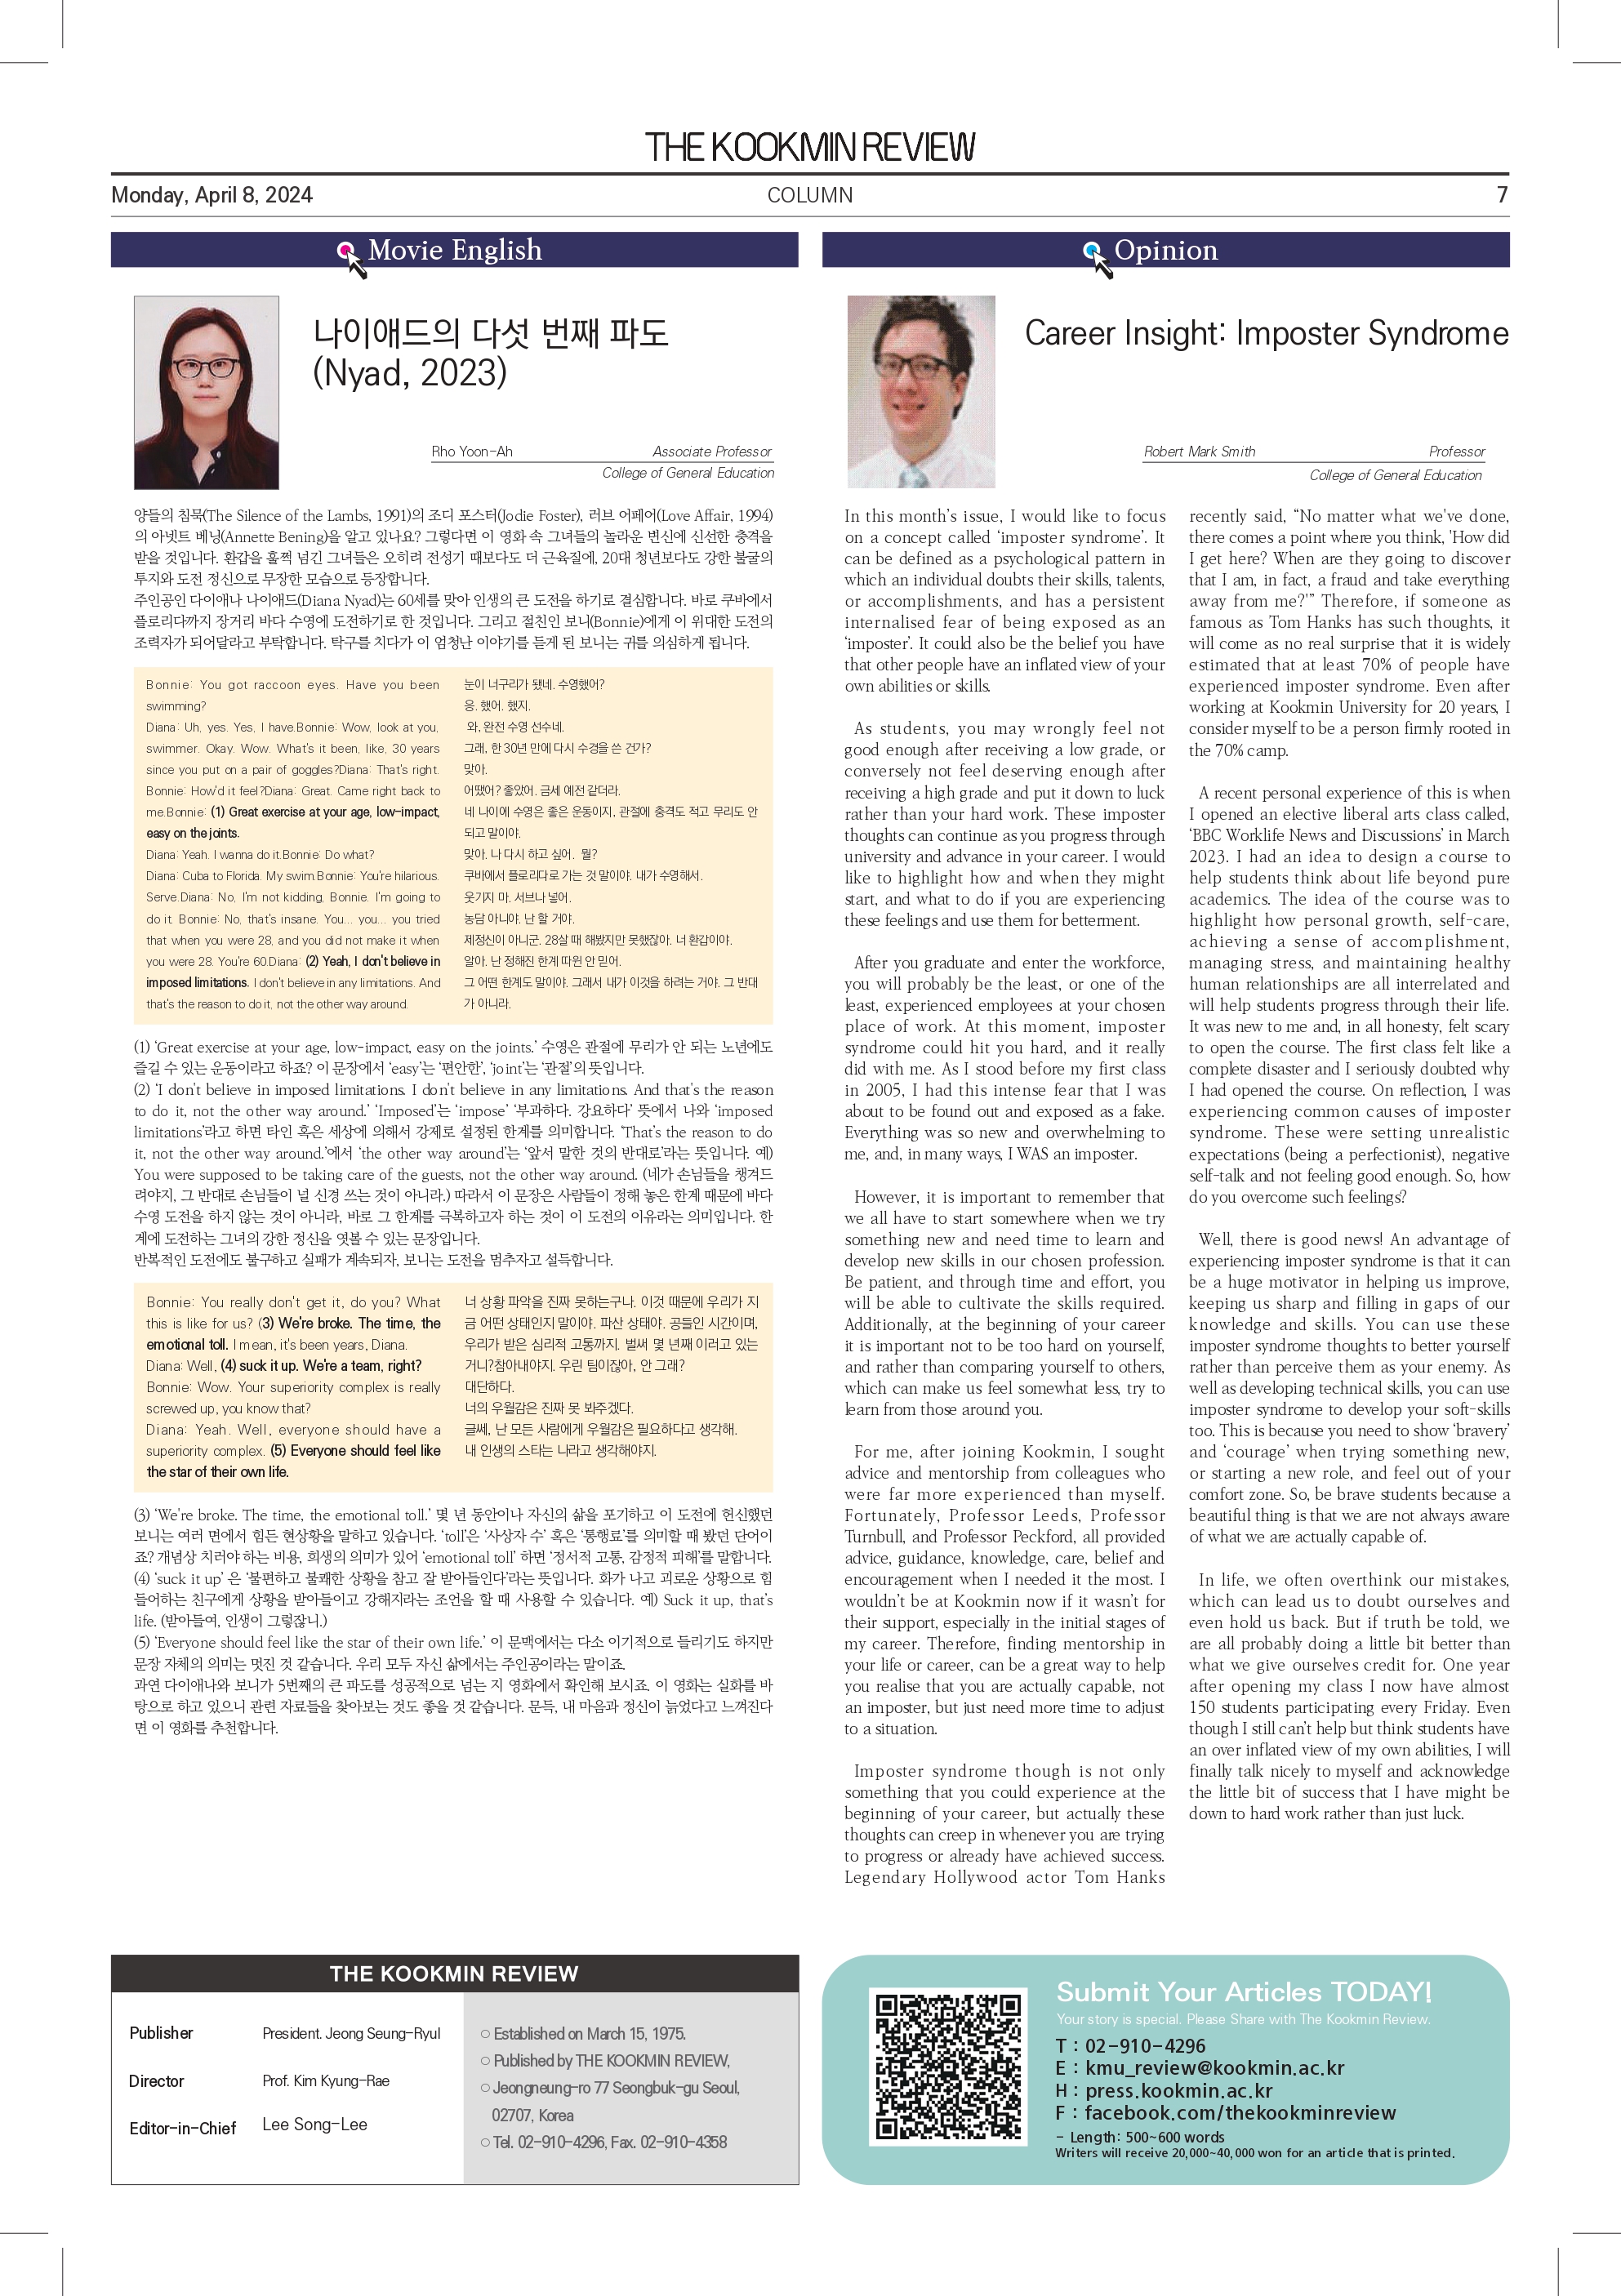 THE KOOKMIN REVIEW
Monday, April 8, 2024
COLUMN
7
Movie English
나이애드의 다섯 번째 파도
(Nyad, 2023)
Rho Yoon-Ah Associate Professor
College of General Education
양들의 침묵(The Silence of the Lambs, 1991)의 조디 포스터(Jodie Foster), 러브 어페어(Love Affair, 1994)
의 아넷트 베닝(Annette Bening)을 알고 있나요? 그렇다면 이 영화 속 그녀들의 놀라운 변신에 신선한 충격을
받을 것입니다. 환갑을 훌쩍 넘긴 그녀들은 오히려 전성기 때보다도 더 근육질에, 20대 청년보다도 강한 불굴의
투지와 도전 정신으로 무장한 모습으로 등장합니다.
주인공인 다이애나 나이애드(Diana Nyad)는 60세를 맞아 인생의 큰 도전을 하기로 결심합니다. 바로 쿠바에서
플로리다까지 장거리 바다 수영에 도전하기로 한 것입니다. 그리고 절친인 보니(Bonnie)에게 이 위대한 도전의
조력자가 되어달라고 부탁합니다. 탁구를 치다가 이 엄청난 이야기를 듣게 된 보니는 귀를 의심하게 됩니다.
Bonnie: You got raccoon eyes. Have you been
swimming?
Diana: Uh, yes. Yes, I have.Bonnie: Wow, look at you,
swimmer. Okay. Wow. What's it been, like, 30 years
since you put on a pair of goggles?Diana: That's right.
Bonnie: How'd it feel?Diana: Great. Came right back to
me.Bonnie: (1) Great exercise at your age, low-impact,
easy on the joints.
Diana: Yeah. I wanna do it.Bonnie: Do what?
Diana: Cuba to Florida. My swim.Bonnie: You're hilarious.
Serve.Diana: No, I'm not kidding, Bonnie. I'm going to
do it. Bonnie: No, that's insane. You... you... you tried
that when you were 28, and you did not make it when
you were 28. You're 60.Diana: (2) Yeah, I don't believe in
imposed limitations. I don't believe in any limitations. And
that's the reason to do it, not the other way around.
눈이 너구리가 됐네. 수영했어?
응. 했어. 했지.
와, 완전 수영 선수네.
그래, 한 30년 만에 다시 수경을 쓴 건가?
맞아.
어땠어? 좋았어. 금세 예전 같더라.
네 나이에 수영은 좋은 운동이지, 관절에 충격도 적고 무리도 안
되고 말이야.
맞아. 나 다시 하고 싶어. 뭘?
쿠바에서 플로리다로 가는 것 말이야. 내가 수영해서.
웃기지 마. 서브나 넣어.
농담 아니야. 난 할 거야.
제정신이 아니군. 28살 때 해봤지만 못했잖아. 너 환갑이야.
알아. 난 정해진 한계 따윈 안 믿어.
그 어떤 한계도 말이야. 그래서 내가 이것을 하려는 거야. 그 반대
가 아니라.
(1) ‘Great exercise at your age, low-impact, easy on the joints.’ 수영은 관절에 무리가 안 되는 노년에도
즐길 수 있는 운동이라고 하죠? 이 문장에서 ‘easy’는 ‘편안한’, ‘joint’는 ‘관절’의 뜻입니다.
(2) ‘I don't believe in imposed limitations. I don't believe in any limitations. And that's the reason
to do it, not the other way around.’ ‘Imposed’는 ‘impose’ ‘부과하다. 강요하다’ 뜻에서 나와 ‘imposed
limitations’라고 하면 타인 혹은 세상에 의해서 강제로 설정된 한계를 의미합니다. ‘That's the reason to do
it, not the other way around.’에서 ‘the other way around’는 ‘앞서 말한 것의 반대로’라는 뜻입니다. 예)
You were supposed to be taking care of the guests, not the other way around. (네가 손님들을 챙겨드
려야지, 그 반대로 손님들이 널 신경 쓰는 것이 아니라.) 따라서 이 문장은 사람들이 정해 놓은 한계 때문에 바다
수영 도전을 하지 않는 것이 아니라, 바로 그 한계를 극복하고자 하는 것이 이 도전의 이유라는 의미입니다. 한
계에 도전하는 그녀의 강한 정신을 엿볼 수 있는 문장입니다.
반복적인 도전에도 불구하고 실패가 계속되자, 보니는 도전을 멈추자고 설득합니다.
Bonnie: You really don't get it, do you? What
this is like for us? (3) We're broke. The time, the
emotional toll. I mean, it's been years, Diana.
Diana: Well, (4) suck it up. We're a team, right?
Bonnie: Wow. Your superiority complex is really
screwed up, you know that?
Diana: Yeah. Well, everyone should have a
superiority complex. (5) Everyone should feel like
the star of their own life.
너 상황 파악을 진짜 못하는구나. 이것 때문에 우리가 지
금 어떤 상태인지 말이야. 파산 상태야. 공들인 시간이며,
우리가 받은 심리적 고통까지. 벌써 몇 년째 이러고 있는
거니?참아내야지. 우린 팀이잖아, 안 그래?
대단하다.
너의 우월감은 진짜 못 봐주겠다.
글쎄, 난 모든 사람에게 우월감은 필요하다고 생각해.
내 인생의 스타는 나라고 생각해야지.
(3) ‘We're broke. The time, the emotional toll.’ 몇 년 동안이나 자신의 삶을 포기하고 이 도전에 헌신했던
보니는 여러 면에서 힘든 현상황을 말하고 있습니다. ‘toll’은 ‘사상자 수’ 혹은 ‘통행료’를 의미할 때 봤던 단어이
죠? 개념상 치러야 하는 비용, 희생의 의미가 있어 ‘emotional toll’ 하면 ‘정서적 고통, 감정적 피해’를 말합니다.
(4) ‘suck it up’ 은 ‘불편하고 불쾌한 상황을 참고 잘 받아들인다’라는 뜻입니다. 화가 나고 괴로운 상황으로 힘
들어하는 친구에게 상황을 받아들이고 강해지라는 조언을 할 때 사용할 수 있습니다. 예) Suck it up, that's
life. (받아들여, 인생이 그렇잖니.)
(5) ‘Everyone should feel like the star of their own life.’ 이 문맥에서는 다소 이기적으로 들리기도 하지만
문장 자체의 의미는 멋진 것 같습니다. 우리 모두 자신 삶에서는 주인공이라는 말이죠.
과연 다이애나와 보니가 5번째의 큰 파도를 성공적으로 넘는 지 영화에서 확인해 보시죠. 이 영화는 실화를 바
탕으로 하고 있으니 관련 자료들을 찾아보는 것도 좋을 것 같습니다. 문득, 내 마음과 정신이 늙었다고 느껴진다
면 이 영화를 추천합니다.
Opinion
Career Insight: Imposter Syndrome
Robert Mark Smith Professor
College of General Education
In this month's issue, I would like to focus
on a concept called ‘imposter syndrome’. It
can be defined as a psychological pattern in
which an individual doubts their skills, talents,
or accomplishments, and has a persistent
internalised fear of being exposed as an
‘imposter’. It could also be the belief you have
that other people have an inflated view of your
own abilities or skills.
As students, you may wrongly feel not
good enough after receiving a low grade, or
conversely not feel deserving enough after
receiving a high grade and put it down to luck
rather than your hard work. These imposter
thoughts can continue as you progress through
university and advance in your career. I would
like to highlight how and when they might
start, and what to do if you are experiencing
these feelings and use them for betterment.
After you graduate and enter the workforce,
you will probably be the least, or one of the
least, experienced employees at your chosen
place of work. At this moment, imposter
syndrome could hit you hard, and it really
did with me. As I stood before my first class
in 2005, I had this intense fear that I was
about to be found out and exposed as a fake.
Everything was so new and overwhelming to
me, and, in many ways, I WAS an imposter.
However, it is important to remember that
we all have to start somewhere when we try
something new and need time to learn and
develop new skills in our chosen profession.
Be patient, and through time and effort, you
will be able to cultivate the skills required.
Additionally, at the beginning of your career
it is important not to be too hard on yourself,
and rather than comparing yourself to others,
which can make us feel somewhat less, try to
learn from those around you.
For me, after joining Kookmin, I sought
advice and mentorship from colleagues who
were far more experienced than myself.
Fortunately, Professor Leeds, Professor
Turnbull, and Professor Peckford, all provided
advice, guidance, knowledge, care, belief and
encouragement when I needed it the most. I
wouldn't be at Kookmin now if it wasn't for
their support, especially in the initial stages of
my career. Therefore, finding mentorship in
your life or career, can be a great way to help
you realise that you are actually capable, not
an imposter, but just need more time to adjust
to a situation.
Imposter syndrome though is not only
something that you could experience at the
beginning of your career, but actually these
thoughts can creep in whenever you are trying
to progress or already have achieved success.
Legendary Hollywood actor Tom Hanks
recently said, “No matter what we've done,
there comes a point where you think, 'How did
I get here? When are they going to discover
that I am, in fact, a fraud and take everything
away from me?'” Therefore, if someone as
famous as Tom Hanks has such thoughts, it
will come as no real surprise that it is widely
estimated that at least 70% of people have
experienced imposter syndrome. Even after
working at Kookmin University for 20 years, I
consider myself to be a person firmly rooted in
the 70% camp.
A recent personal experience of this is when
I opened an elective liberal arts class called,
‘BBC Worklife News and Discussions’ in March
2023. I had an idea to design a course to
help students think about life beyond pure
academics. The idea of the course was to
highlight how personal growth, self-care,
achieving a sense of accomplishment,
managing stress, and maintaining healthy
human relationships are all interrelated and
will help students progress through their life.
It was new to me and, in all honesty, felt scary
to open the course. The first class felt like a
complete disaster and I seriously doubted why
I had opened the course. On reflection, I was
experiencing common causes of imposter
syndrome. These were setting unrealistic
expectations (being a perfectionist), negative
self-talk and not feeling good enough. So, how
do you overcome such feelings?
Well, there is good news! An advantage of
experiencing imposter syndrome is that it can
be a huge motivator in helping us improve,
keeping us sharp and filling in gaps of our
knowledge and skills. You can use these
imposter syndrome thoughts to better yourself
rather than perceive them as your enemy. As
well as developing technical skills, you can use
imposter syndrome to develop your soft-skills
too. This is because you need to show ‘bravery’
and ‘courage’ when trying something new,
or starting a new role, and feel out of your
comfort zone. So, be brave students because a
beautiful thing is that we are not always aware
of what we are actually capable of.
In life, we often overthink our mistakes,
which can lead us to doubt ourselves and
even hold us back. But if truth be told, we
are all probably doing a little bit better than
what we give ourselves credit for. One year
after opening my class I now have almost
150 students participating every Friday. Even
though I still can't help but think students have
an over inflated view of my own abilities, I will
finally talk nicely to myself and acknowledge
the little bit of success that I have might be
down to hard work rather than just luck.
THE KOOKMIN REVIEW
Publisher President. Jeong Seung-Ryul
Director Prof. Kim Kyung-Rae
Editor-in-Chief Lee Song-Lee
○ Established on March 15, 1975.
○ Published by THE KOOKMIN REVIEW,
○ Jeongneung-ro 77 Seongbuk-gu Seoul,
02707, Korea
○ Tel. 02-910-4296, Fax. 02-910-4358
Submit Your Articles TODAY!
Your story is special. Please Share with The Kookmin Review.
T : 02-910-4296
E : kmu_review@kookmin.ac.kr
H : press.kookmin.ac.kr
F : facebook.com/thekookminreview
- Length: 500~600 words
Writers will receive 20,000~40,000 won for an article that is printed.